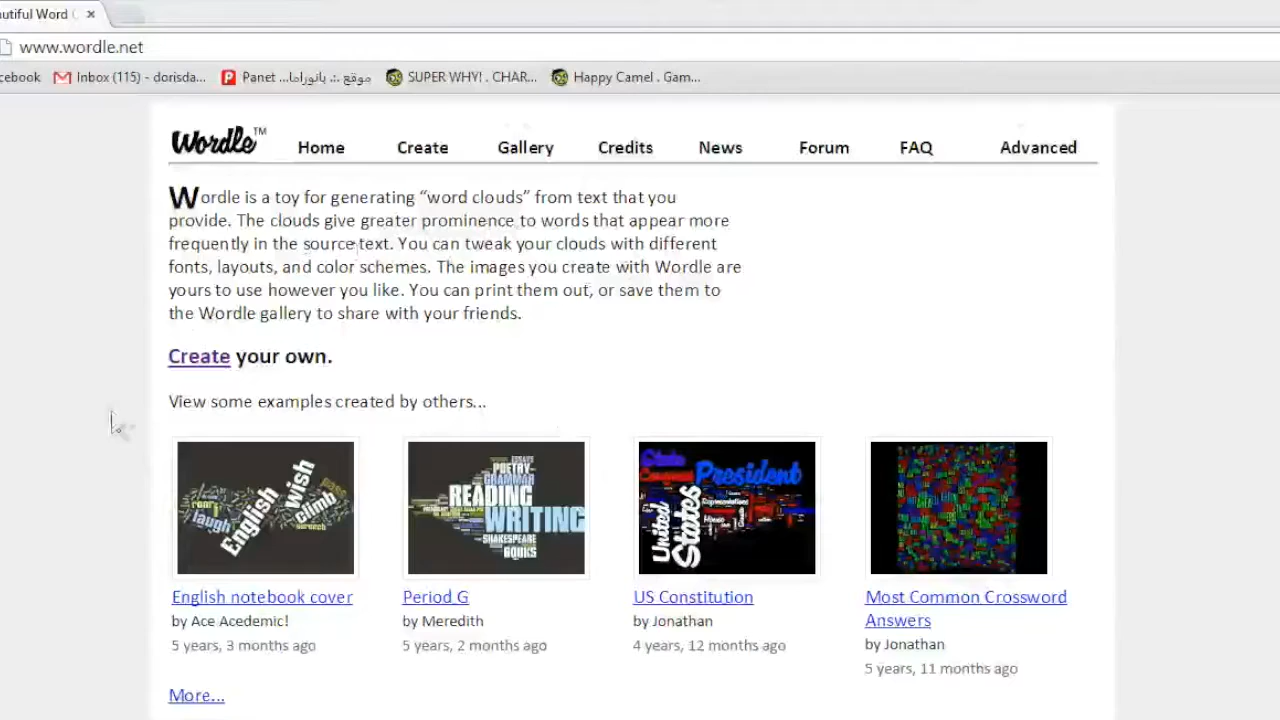 utiful Word
www.wordle.net
cebook Inbox (115) - dorisda... Panet ...موقع .:. بانوراما SUPER WHY! . CHAR... Happy Camel . Gam...
Wordle™ Home Create Gallery Credits News Forum FAQ Advanced
Wordle is a toy for generating “word clouds” from text that you
provide. The clouds give greater prominence to words that appear more
frequently in the source text. You can tweak your clouds with different
fonts, layouts, and color schemes. The images you create with Wordle are
yours to use however you like. You can print them out, or save them to
the Wordle gallery to share with your friends.
Create your own.
View some examples created by others...
English Wish climb laugh roar screech
POETRY GRAMMAR READING WRITING SHAKESPEARE BOOKS
State Congress President United States Representatives House
English notebook cover Period G US Constitution Most Common Crossword
Answers
by Ace Acedemic! by Meredith by Jonathan by Jonathan
5 years, 3 months ago 5 years, 2 months ago 4 years, 12 months ago 5 years, 11 months ago
More...